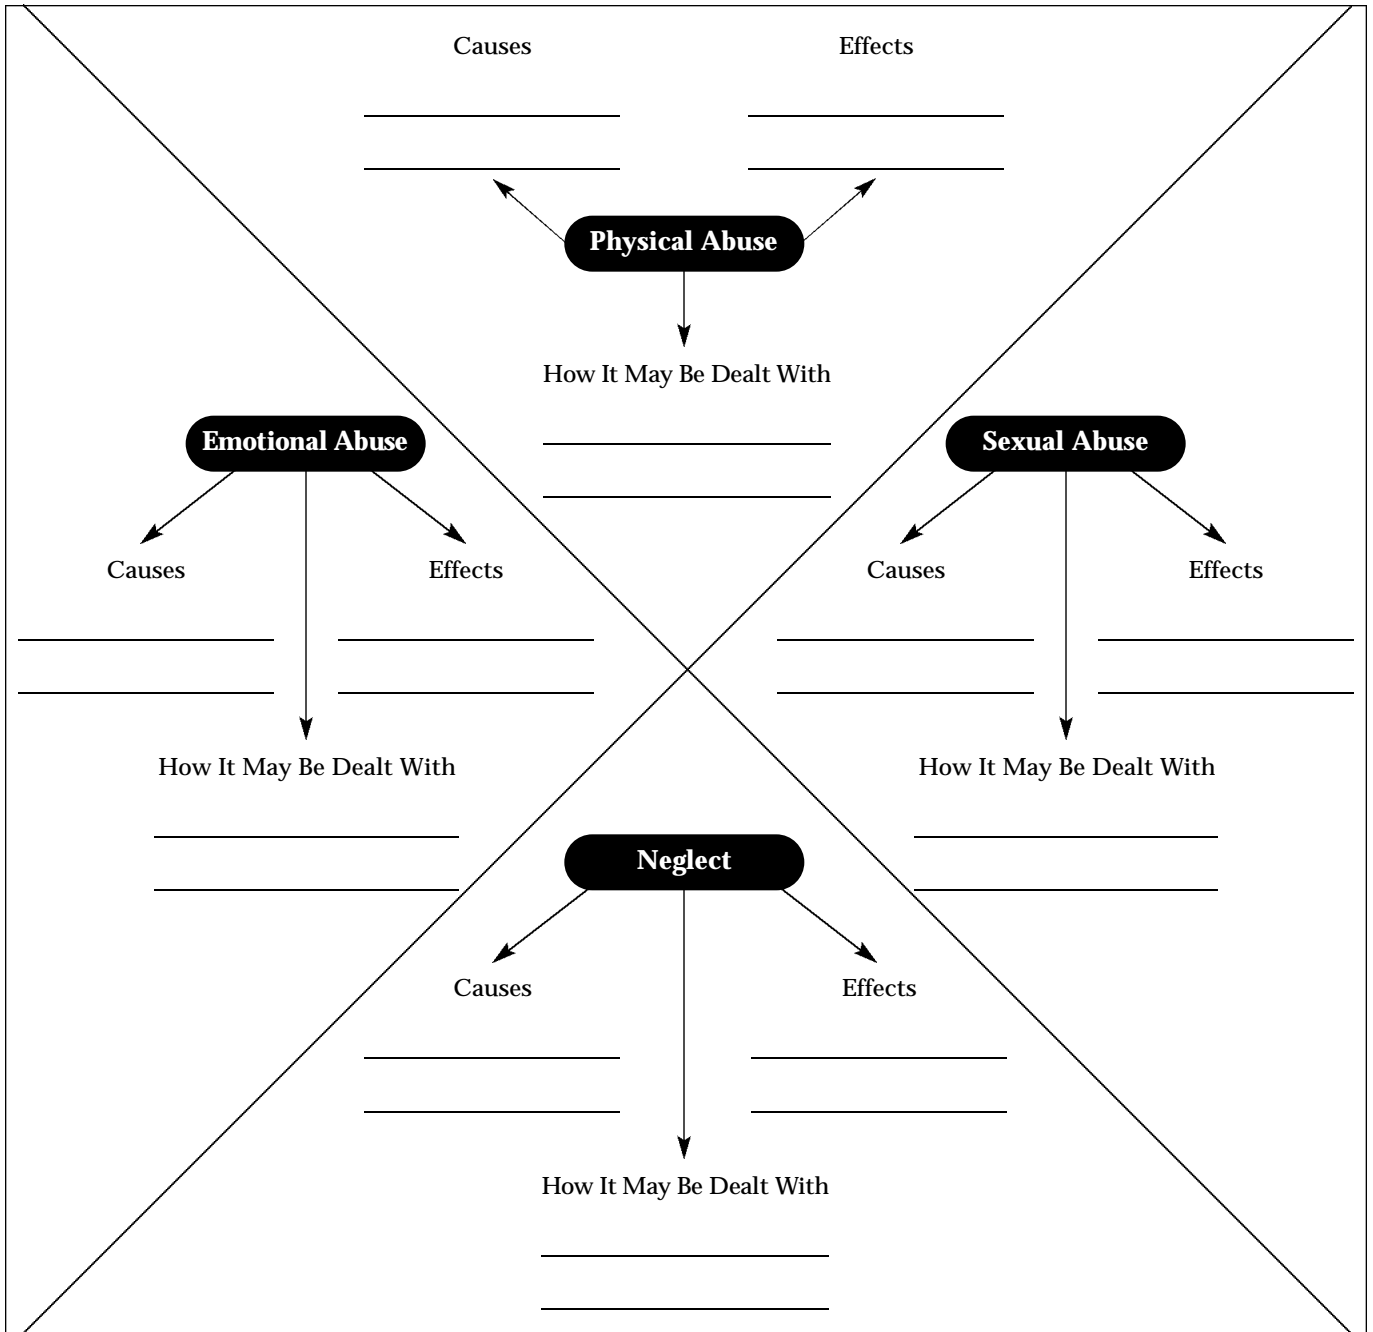 Causes
Effects
Physical Abuse
How It May Be Dealt With
Emotional Abuse
Causes
Effects
How It May Be Dealt With
Sexual Abuse
Causes
Effects
How It May Be Dealt With
Neglect
Causes
Effects
How It May Be Dealt With